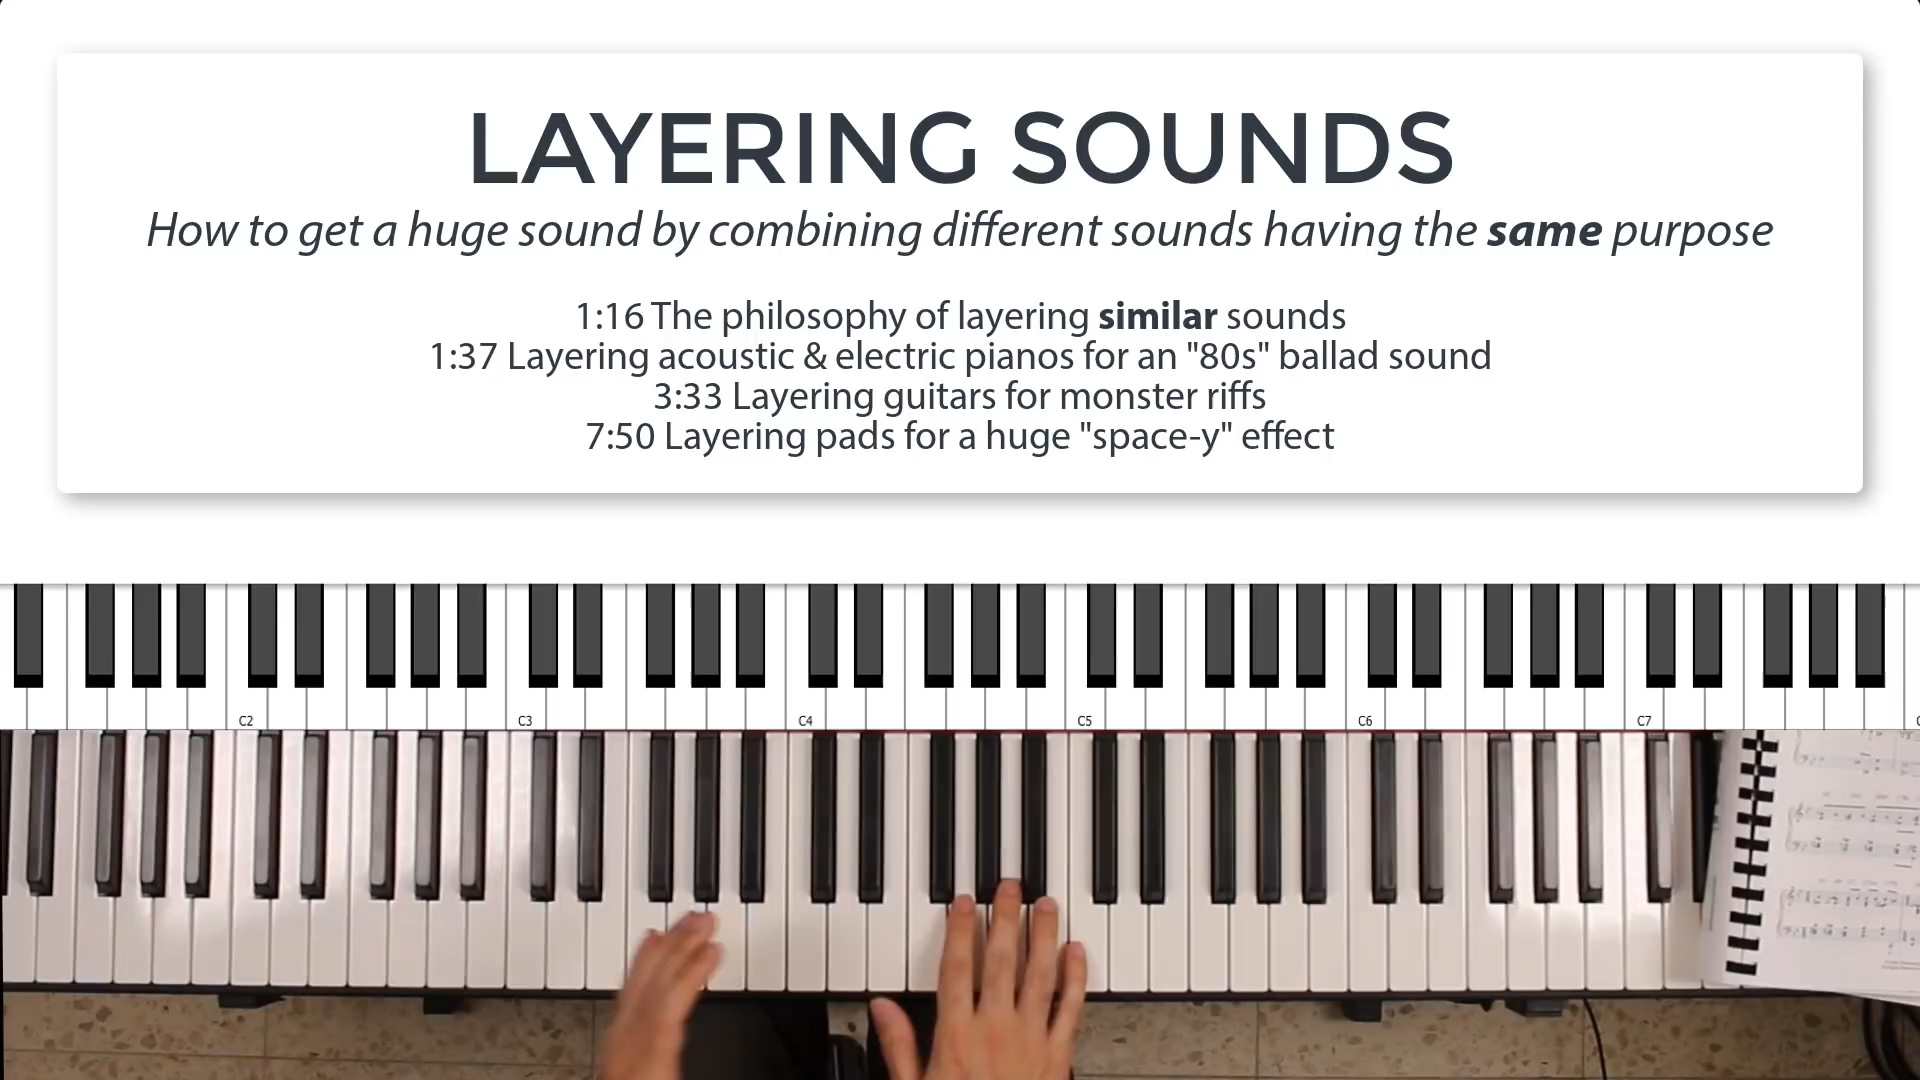 LAYERING SOUNDS
How to get a huge sound by combining different sounds having the same purpose
1:16 The philosophy of layering similar sounds
1:37 Layering acoustic & electric pianos for an "80s" ballad sound
3:33 Layering guitars for monster riffs
7:50 Layering pads for a huge "space-y" effect
C2 C3 C4 C5 C6 C7